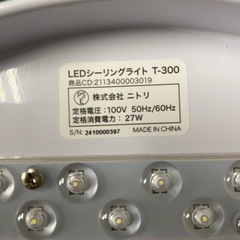 LEDシーリングライト T-300
商品CD:2113400003019
PS
E
株式会社 ニトリ
定格電圧:100V 50Hz/60Hz
定格消費電力: 27W
S/N: 2410000397
MADE IN CHINA